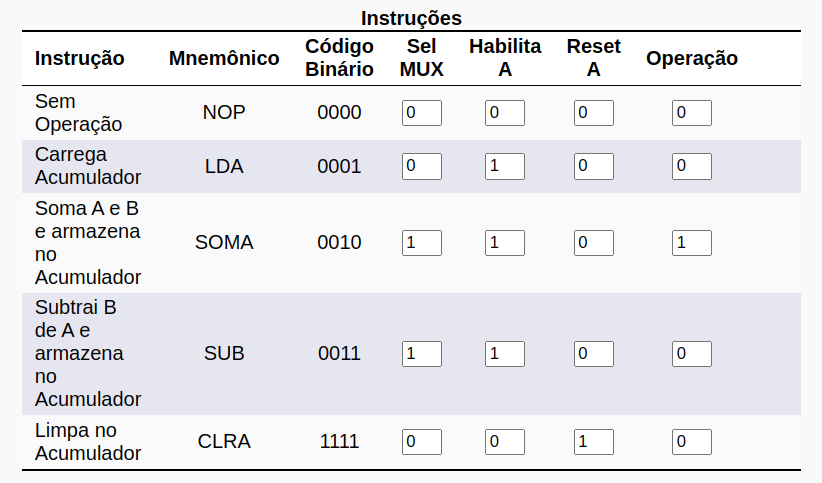 Instruções
Instrução Mnemônico Código Binário Sel MUX Habilita A Reset A Operação
Sem Operação NOP 0000 0 0 0 0
Carrega Acumulador LDA 0001 0 1 0 0
Soma A e B e armazena no Acumulador SOMA 0010 1 1 0 1
Subtrai B de A e armazena no Acumulador SUB 0011 1 1 0 0
Limpa no Acumulador CLRA 1111 0 0 1 0